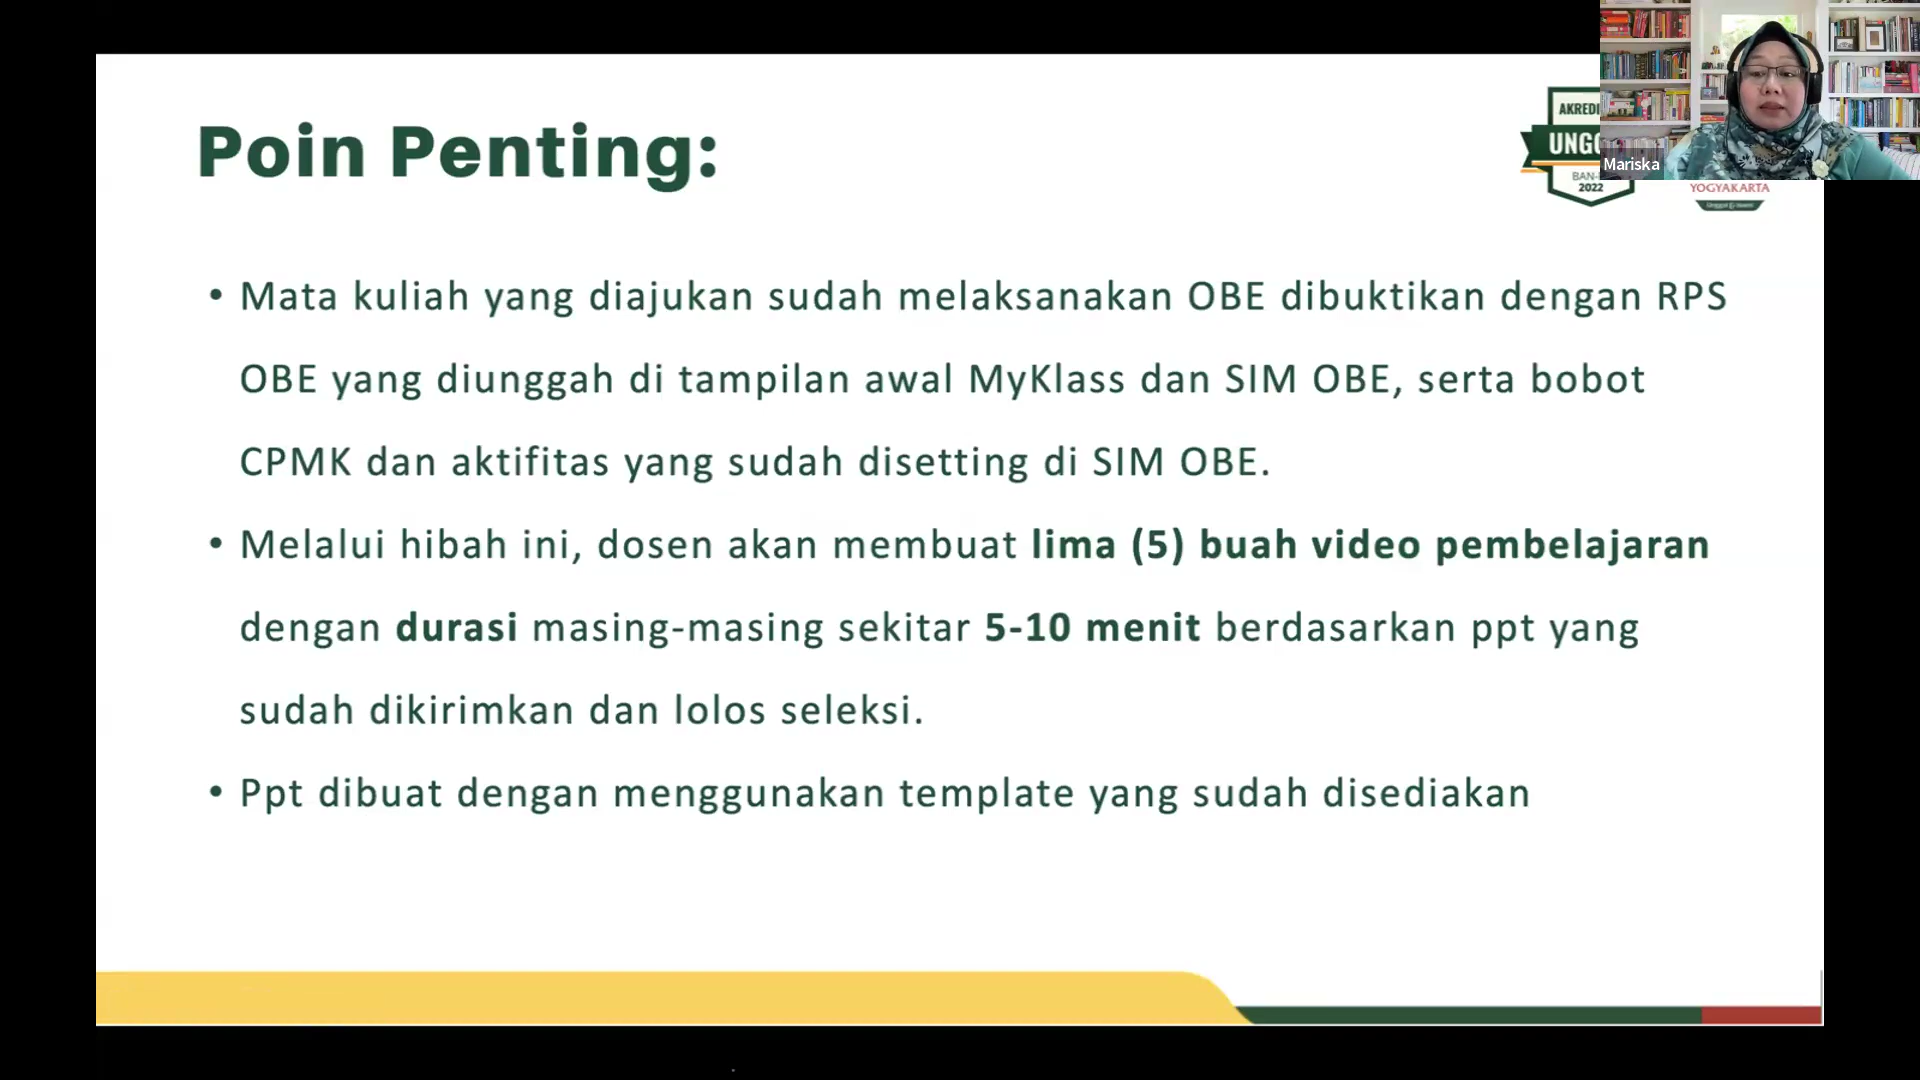 Poin Penting:
AKREDI
UNGG
BAN-
2022
Mariska
YOGYAKARTA
• Mata kuliah yang diajukan sudah melaksanakan OBE dibuktikan dengan RPS
OBE yang diunggah di tampilan awal MyKlass dan SIM OBE, serta bobot
CPMK dan aktifitas yang sudah disetting di SIM OBE.
• Melalui hibah ini, dosen akan membuat lima (5) buah video pembelajaran
dengan durasi masing-masing sekitar 5-10 menit berdasarkan ppt yang
sudah dikirimkan dan lolos seleksi.
• Ppt dibuat dengan menggunakan template yang sudah disediakan